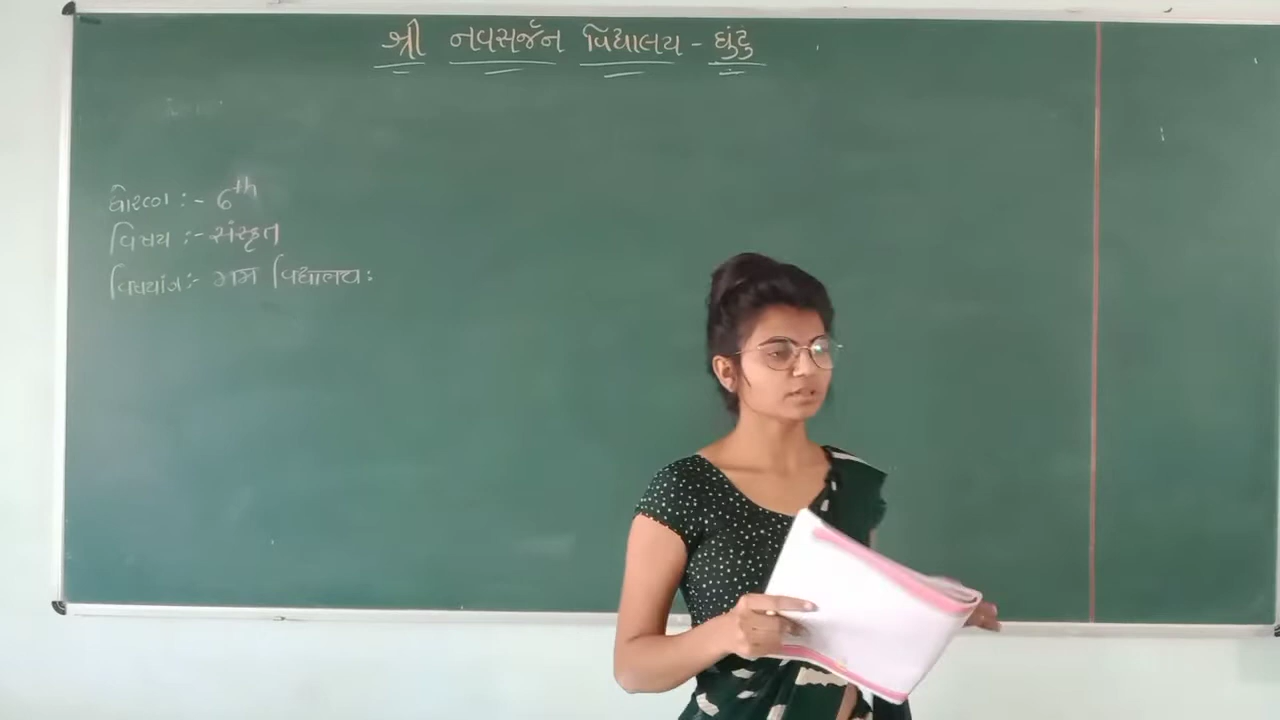 શ્રી નવસર્જન વિદ્યાલય - ઘુંટુ
ધોરણ :- 6th
વિષય :- સંસ્કૃત
વિષયાંગ :- મમ વિદ્યાલય: